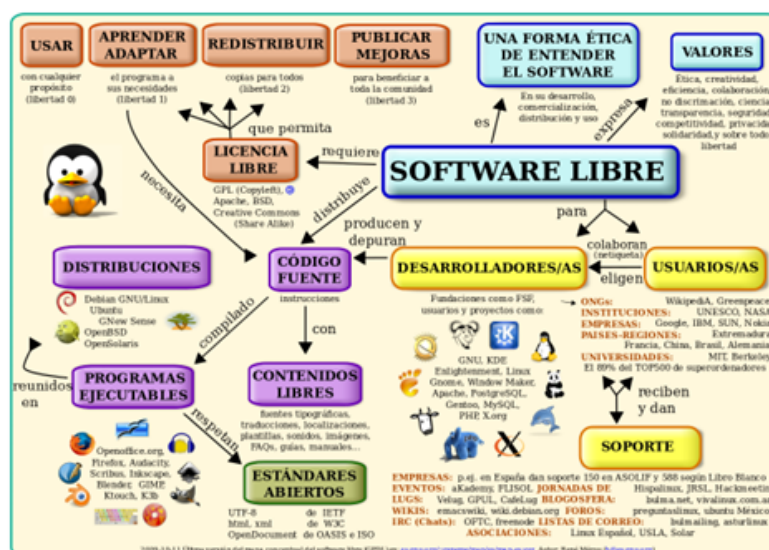 USAR
con cualquier
propósito
(libertad 0)
APRENDER
ADAPTAR
el programa a
sus necesidades
(libertad 1)
REDISTRIBUIR
copias para todos
(libertad 2)
PUBLICAR
MEJORAS
para beneficiar a
toda la comunidad
(libertad 3)
UNA FORMA ÉTICA
DE ENTENDER
EL SOFTWARE
En su desarrollo,
comercialización,
distribución y uso
VALORES
Ética, creatividad,
eficiencia, colaboración,
no discrimación, ciencia,
transparencia, seguridad,
competitividad, privacidad,
solidaridad,y sobre todo
libertad
que permita
es
expresa
LICENCIA
LIBRE
GPL (Copyleft),
Apache, BSD,
Creative Commons
(Share Alike)
requiere
SOFTWARE LIBRE
necesita
distribuye
para
producen y
depuran
colaboran
(netiqueta)
eligen
DISTRIBUCIONES
Debian GNU/Linux
Ubuntu
GNew Sense
OpenBSD
OpenSolaris
CÓDIGO
FUENTE
instrucciones
DESARROLLADORES/AS
Fundaciones como FSF,
usuarios y proyectos como:
GNU, KDE
Enlightenment, Linux
Gnome, Window Maker,
Apache, PostgreSQL,
Gentoo, MySQL,
PHP, X.org
USUARIOS/AS
ONGs: WikipediA, Greenpeace
INSTITUCIONES: UNESCO, NASA
EMPRESAS: Google, IBM, SUN, Nokia
PAISES-REGIONES: Extremadura
Francia, China, Brasil, Alemania
UNIVERSIDADES: MIT, Berkeley
El 89% del TOP500 de superordenadores
compilado
con
reunidos
en
PROGRAMAS
EJECUTABLES
Openoffice.org,
Firefox, Audacity,
Scribus, Inkscape,
Blender, GIMP,
Ktouch, K3b
CONTENIDOS
LIBRES
fuentes tipográficas,
traducciones, localizaciones,
plantillas, sonidos, imágenes,
FAQs, guías, manuales...
respetan
ESTÁNDARES
ABIERTOS
UTF-8 de IETF
html, xml de W3C
OpenDocument de OASIS e ISO
reciben
y dan
SOPORTE
EMPRESAS: p.ej. en España dan soporte 150 en ASOLIF y 588 según Libro Blanco
EVENTOS: aKademy, FLISOL JORNADAS DE Hispalinux, JRSL, Hackmeeting
LUGS: Velug, GPUL, CafeLug BLOGOSFERA: bulma.net, vivalinux.com.ar
WIKIS: emacswiki, wiki.debian.org FOROS: preguntaslinux, ubuntu México
IRC (Chats): OFTC, freenode LISTAS DE CORREO: bulmailing, asturlinux
ASOCIACIONES: Linux Español, USLA, Solar